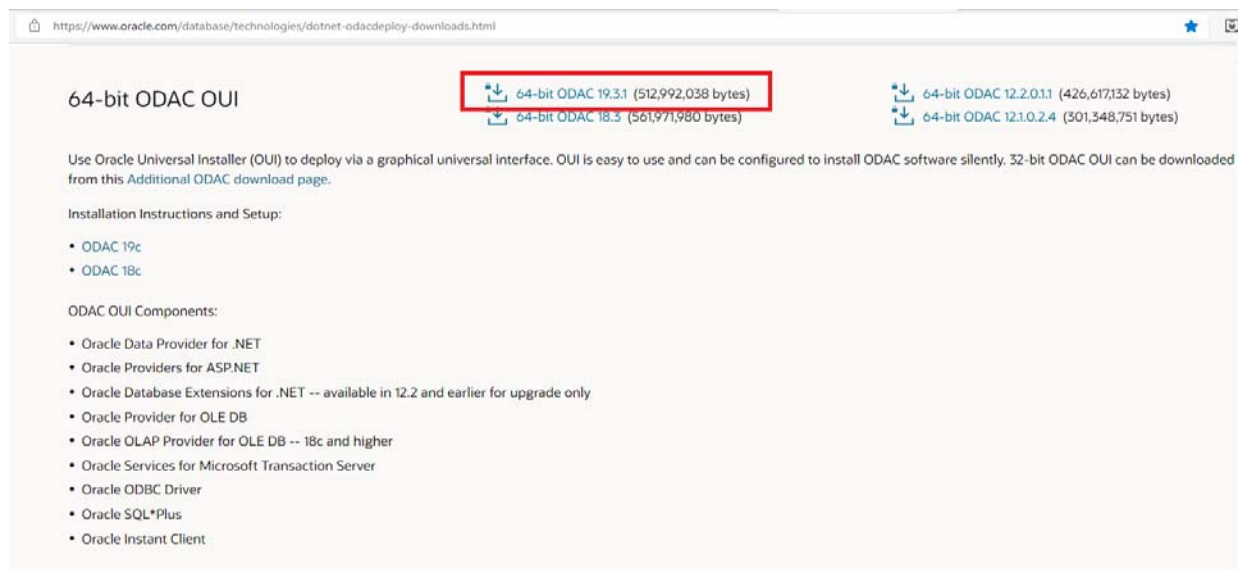 https://www.oracle.com/database/technologies/dotnet-odacdeploy-downloads.html
64-bit ODAC OUI
64-bit ODAC 19.3.1 (512,992,038 bytes)
64-bit ODAC 12.2.0.1.1 (426,617,132 bytes)
64-bit ODAC 18.3 (561,971,980 bytes)
64-bit ODAC 12.1.0.2.4 (301,348,751 bytes)
Use Oracle Universal Installer (OUI) to deploy via a graphical universal interface. OUI is easy to use and can be configured to install ODAC software silently. 32-bit ODAC OUI can be downloaded
from this Additional ODAC download page.
Installation Instructions and Setup:
• ODAC 19c
• ODAC 18c
ODAC OUI Components:
• Oracle Data Provider for .NET
• Oracle Providers for ASP.NET
• Oracle Database Extensions for .NET -- available in 12.2 and earlier for upgrade only
• Oracle Provider for OLE DB
• Oracle OLAP Provider for OLE DB -- 18c and higher
• Oracle Services for Microsoft Transaction Server
• Oracle ODBC Driver
• Oracle SQL*Plus
• Oracle Instant Client